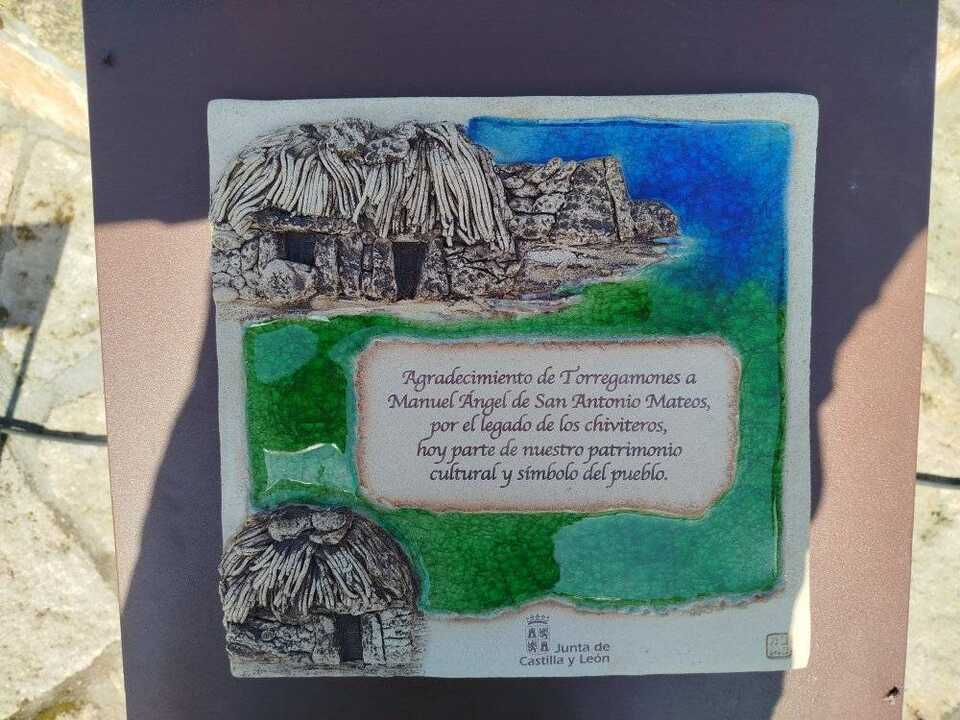 Agradecimiento de Torregamones a
Manuel Ángel de San Antonio Mateos,
por el legado de los chiviteros,
hoy parte de nuestro patrimonio
cultural y símbolo del pueblo.
Junta de
Castilla y León